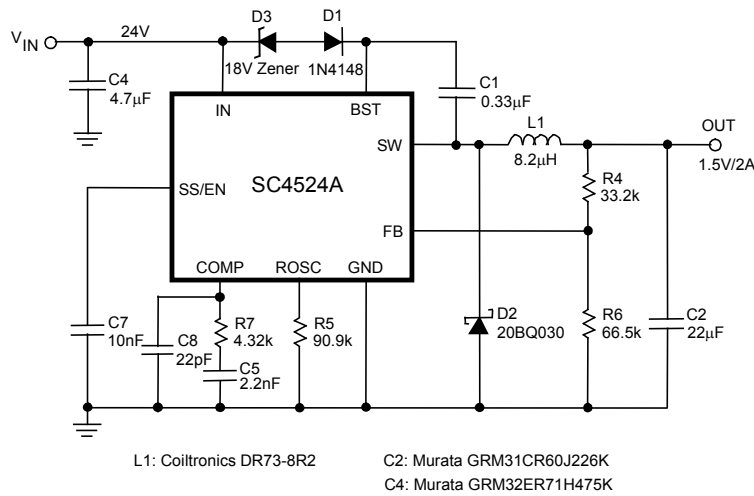 D3
D1
V_IN
24V
18V Zener
1N4148
C4
4.7µF
C1
0.33µF
IN
BST
SW
L1
8.2µH
OUT
1.5V/2A
SS/EN
SC4524A
R4
33.2k
FB
COMP
ROSC
GND
C7
10nF
C8
22pF
R7
4.32k
C5
2.2nF
R5
90.9k
D2
20BQ030
R6
66.5k
C2
22µF
L1: Coiltronics DR73-8R2
C2: Murata GRM31CR60J226K
C4: Murata GRM32ER71H475K